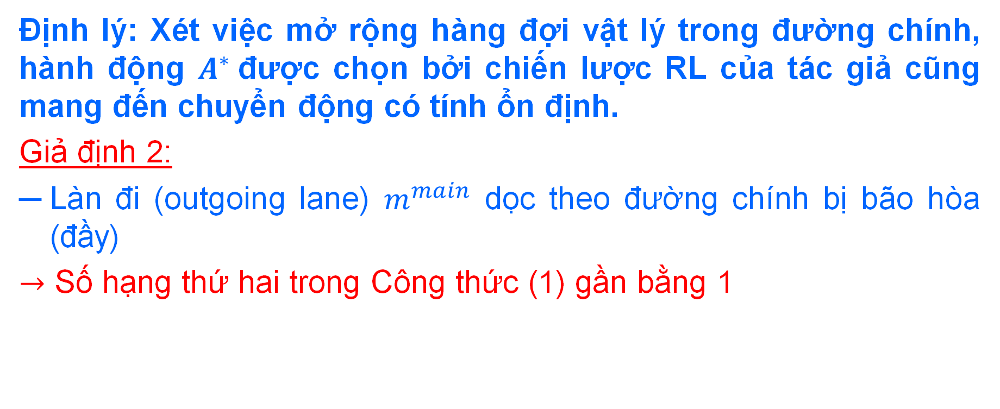 Định lý: Xét việc mở rộng hàng đợi vật lý trong đường chính,
hành động A* được chọn bởi chiến lược RL của tác giả cũng
mang đến chuyển động có tính ổn định.
Giả định 2:
─ Làn đi (outgoing lane) m^main dọc theo đường chính bị bão hòa
(đầy)
→ Số hạng thứ hai trong Công thức (1) gần bằng 1